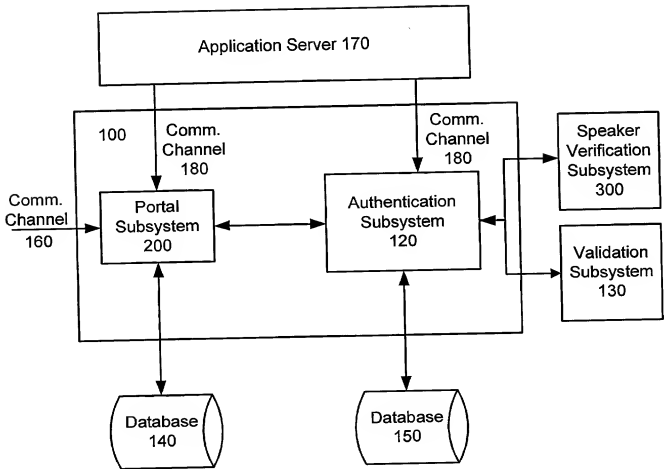 Application Server 170
100
Comm.
Channel
180
Comm.
Channel
180
Speaker
Verification
Subsystem
300
Comm.
Channel
160
Portal
Subsystem
200
Authentication
Subsystem
120
Validation
Subsystem
130
Database
140
Database
150